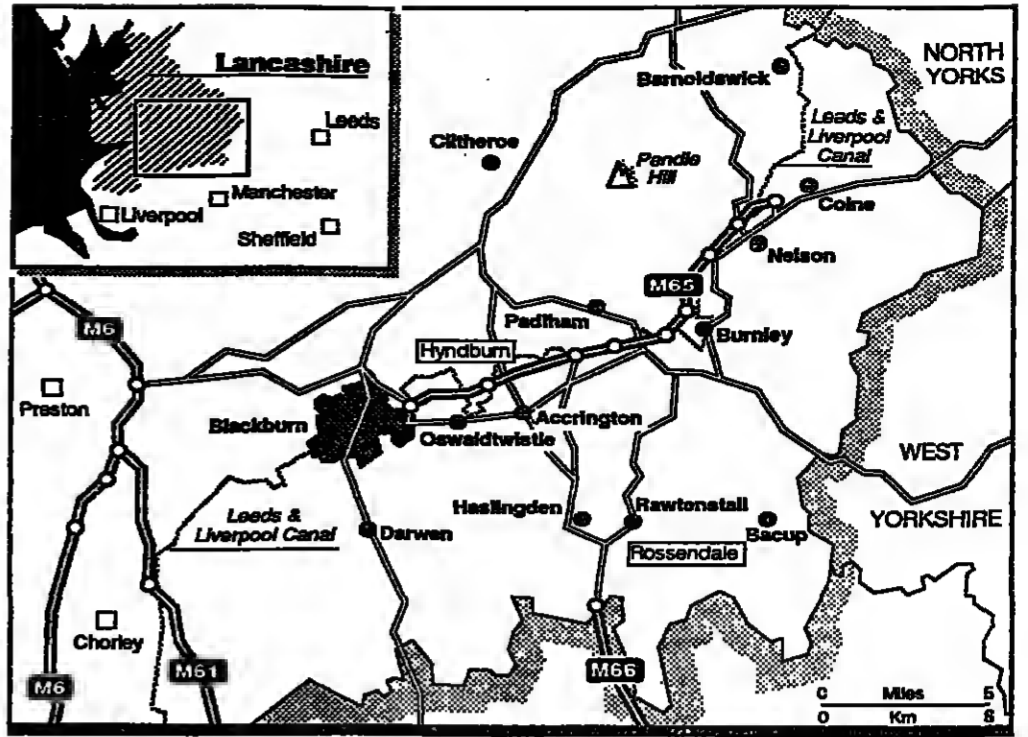 Lancashire
Leeds
Manchester
Liverpool
Sheffield
NORTH
YORKS
Barnoldswick
Leeds &
Liverpool
Canal
Clitheroe
Pendle
Hill
Colne
Nelson
M65
Padiham
Burnley
Hyndburn
M6
Preston
Blackburn
Accrington
Oswaldtwistle
WEST
YORKSHIRE
Haslingden
Rawtenstall
Bacup
Rossendale
Leeds &
Liverpool Canal
Darwen
Chorley
M6
M61
M66
0 Miles 5
0 Km 8